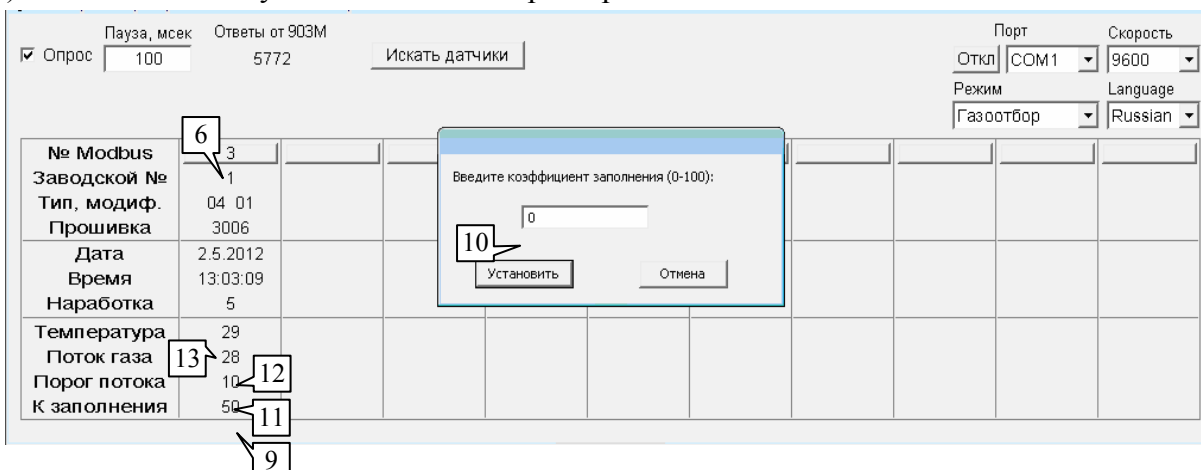 Пауза, мсек Ответы от 903М Порт Скорость
Опрос 100 5772 Искать датчики Откл COM1 9600
Режим Language
Газоотбор Russian
6
№ Modbus 3
Заводской № 1
Тип, модиф. 04 01
Прошивка 3006
Дата 2.5.2012
Время 13:03:09
Наработка 5
Температура 29
Поток газа 13 28
Порог потока 10 12
К заполнения 50 11
9
Введите коэффициент заполнения (0-100):
0
10
Установить Отмена